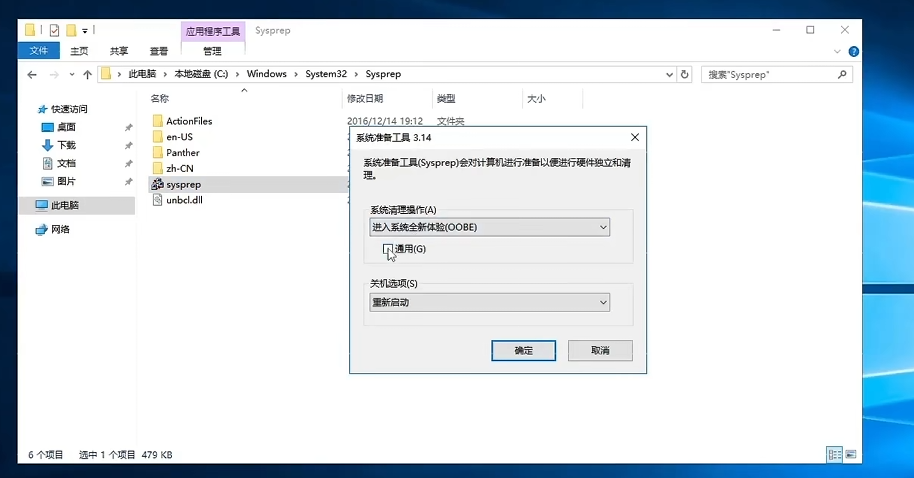 应用程序工具 Sysprep
文件 主页 共享 查看 管理
此电脑 本地磁盘 (C:) Windows System32 Sysprep
搜索"Sysprep"
名称 修改日期 类型 大小
快速访问
桌面
下载
文档
图片
此电脑
网络
ActionFiles 2016/12/14 19:12 文件夹
en-US
Panther
zh-CN
sysprep
unbcl.dll
系统准备工具 3.14
系统准备工具(Sysprep)会对计算机进行准备以便进行硬件独立和清
理。
系统清理操作(A)
进入系统全新体验(OOBE)
通用(G)
关机选项(S)
重新启动
确定 取消
6 个项目 选中 1 个项目 479 KB